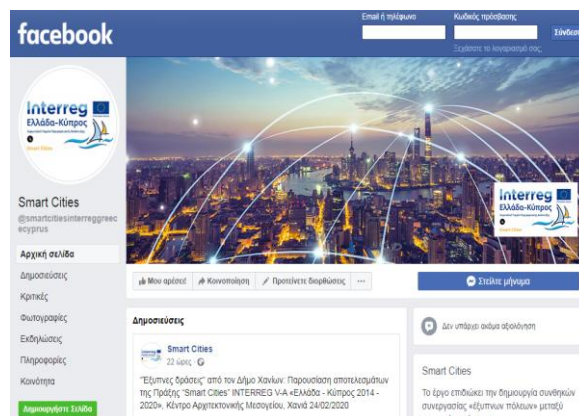 facebook
Email ή τηλέφωνο
Κωδικός πρόσβασης
Σύνδεσ
Ξεχάσατε το λογαριασμό σας;
Interreg
Ελλάδα-Κύπρος
Smart Cities
Smart Cities
@smartcitiesinterreggreec
ecyprus
Αρχική σελίδα
Δημοσιεύσεις
Κριτικές
Φωτογραφίες
Εκδηλώσεις
Πληροφορίες
Κοινότητα
Δημιουργήστε Σελίδα
Interreg
Ελλάδα-Κύπρος
Μου αρέσει!
Κοινοποίηση
Προτείνετε διορθώσεις
Στείλτε μήνυμα
Δημοσιεύσεις
Smart Cities
22 ώρες
"Έξυπνες δράσεις" από τον Δήμο Χανίων: Παρουσίαση αποτελεσμάτων
της Πράξης "Smart Cities" INTERREG V-A «Ελλάδα - Κύπρος 2014 -
2020», Κέντρο Αρχιτεκτονικής Μεσογείου, Χανιά 24/02/2020
Δεν υπάρχει ακόμα αξιολόγηση
Smart Cities
Το έργο επιδιώκει την δημιουργία συνθηκών
συνεργασίας «έξυπνων πόλεων» μεταξύ